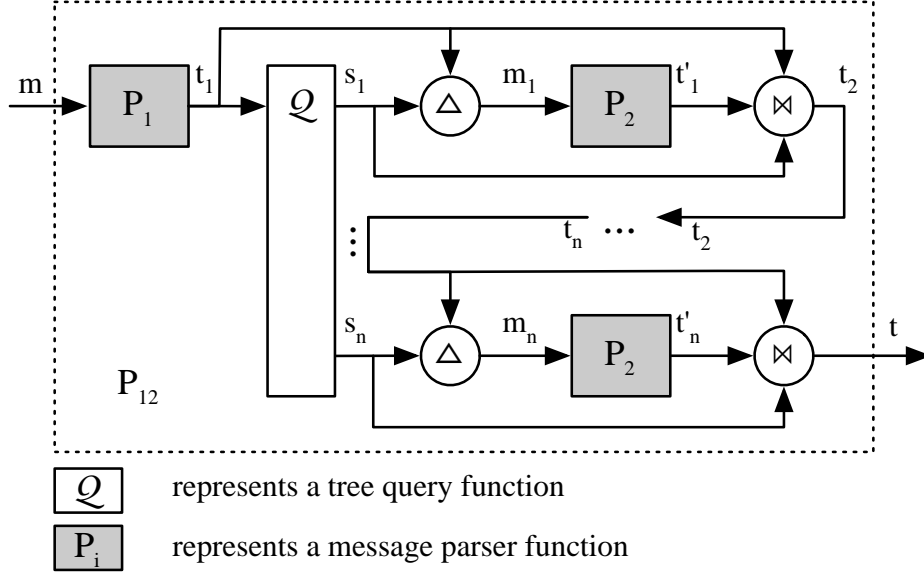 m P₁ t₁ 𝒬 s₁ △ m₁ P₂ t'₁ ⋈ t₂
⋮ tₙ ... t₂
sₙ △ mₙ P₂ t'ₙ ⋈ t
P₁₂
𝒬 represents a tree query function
Pᵢ represents a message parser function